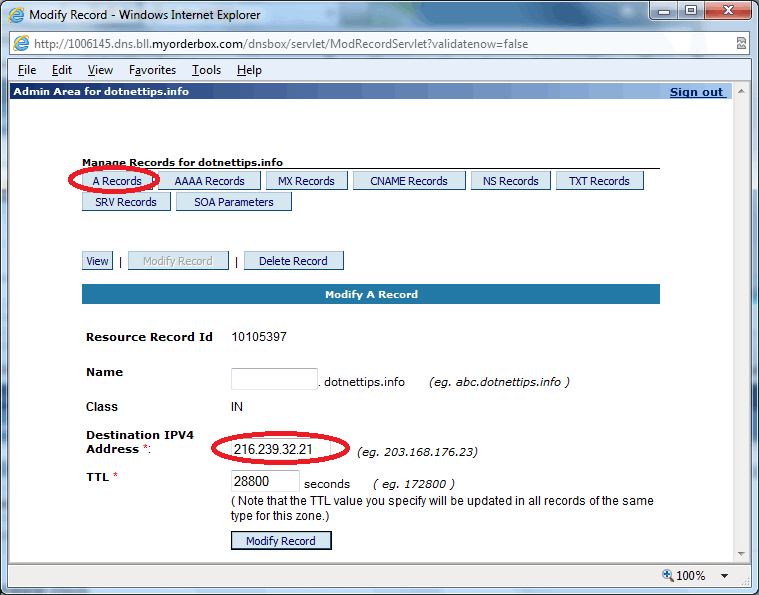 Modify Record - Windows Internet Explorer
http://1006145.dns.bll.myorderbox.com/dnsbox/servlet/ModRecordServlet?validatenow=false
File Edit View Favorites Tools Help
Admin Area for dotnettips.info Sign out
Manage Records for dotnettips.info
A Records AAAA Records MX Records CNAME Records NS Records TXT Records
SRV Records SOA Parameters
View | Modify Record | Delete Record
Modify A Record
Resource Record Id 10105397
Name . dotnettips.info (eg. abc.dotnettips.info )
Class IN
Destination IPV4
Address *: 216.239.32.21 (eg. 203.168.176.23)
TTL * 28800 seconds ( eg. 172800 )
( Note that the TTL value you specify will be updated in all records of the same
type for this zone.)
Modify Record
100%